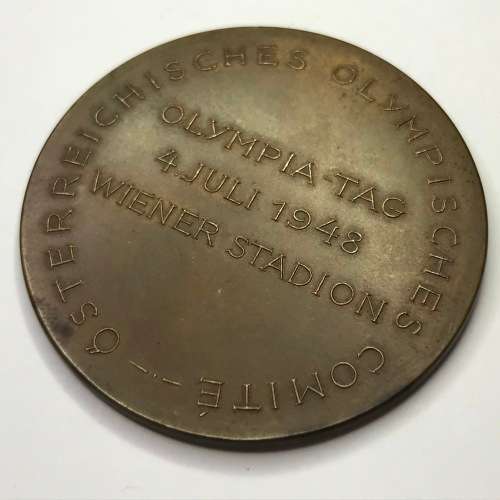 ÖSTERREICHISCHES OLYMPISCHES COMITÉ
OLYMPIA-TAG
4. JULI 1948
WIENER STADION